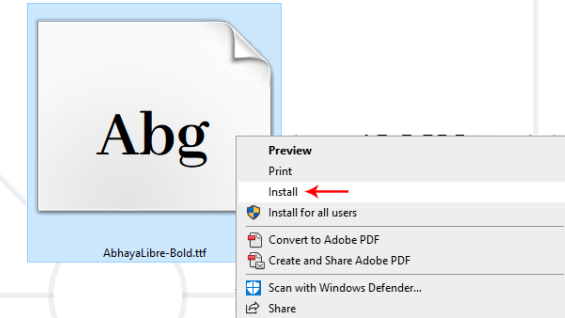 Abg
AbhayaLibre-Bold.ttf
Preview
Print
Install
Install for all users
Convert to Adobe PDF
Create and Share Adobe PDF
Scan with Windows Defender...
Share